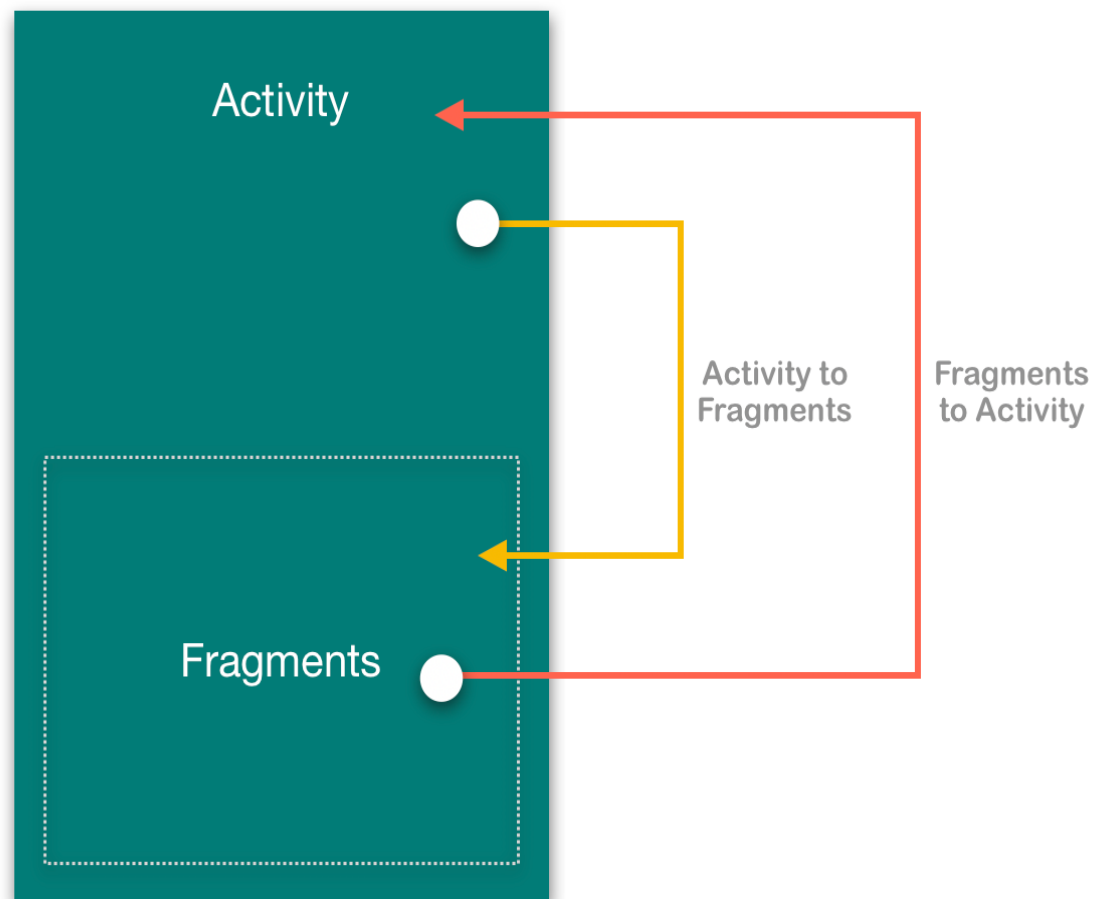 Activity
Activity to
Fragments
Fragments
to Activity
Fragments